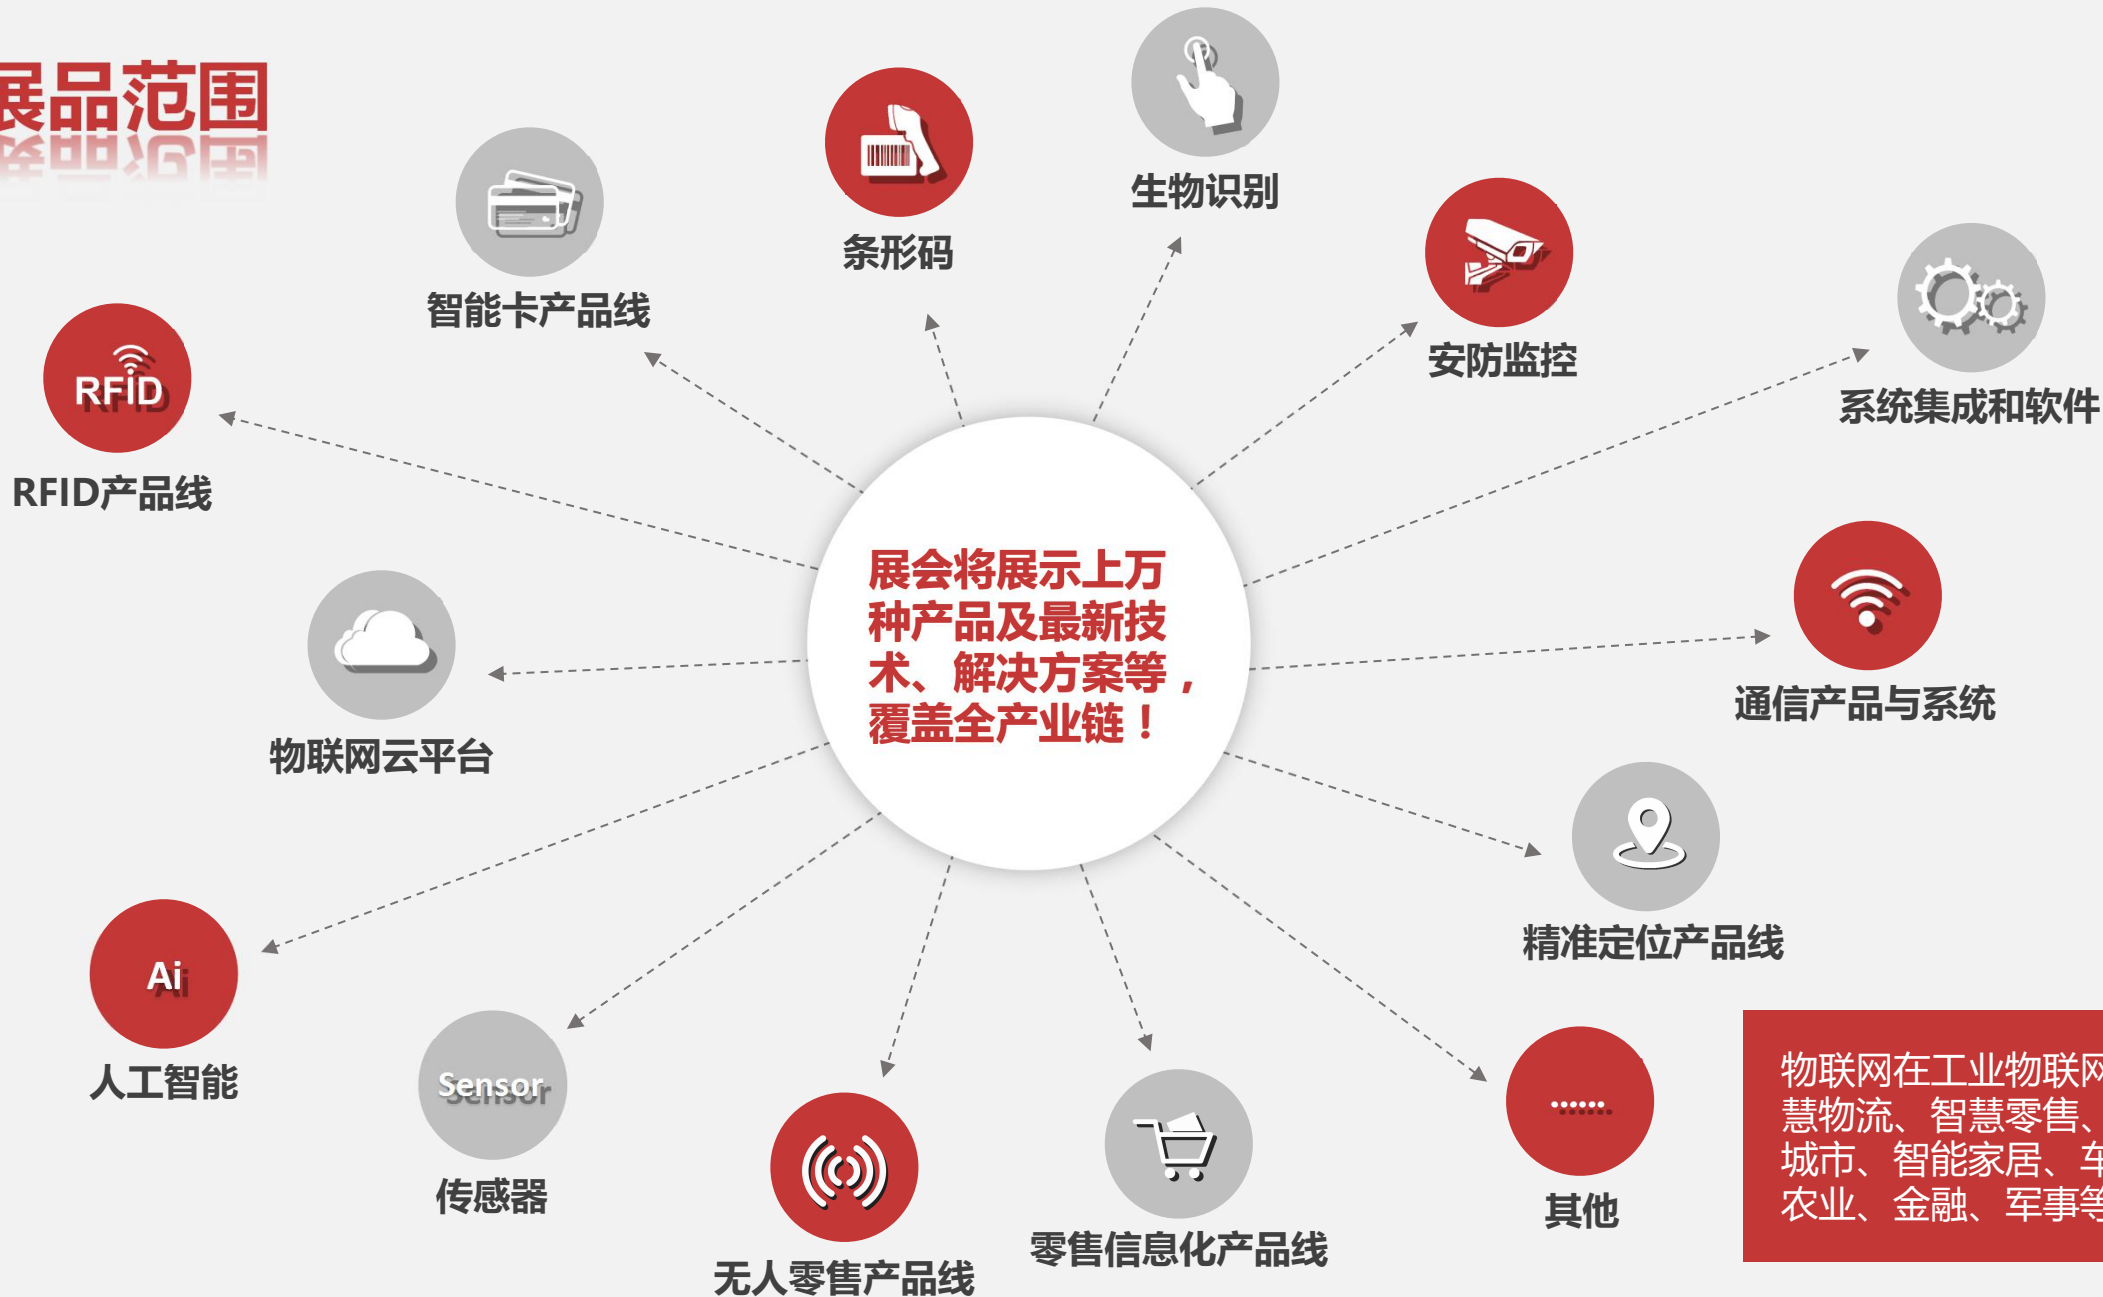 展品范围
生物识别
条形码
智能卡产品线
安防监控
系统集成和软件
RFID
RFID产品线
展会将展示上万
种产品及最新技
术、解决方案等，
覆盖全产业链！
通信产品与系统
物联网云平台
精准定位产品线
Ai
人工智能
Sensor
传感器
无人零售产品线
零售信息化产品线
......
其他
物联网在工业物联网
慧物流、智慧零售、
城市、智能家居、车
农业、金融、军事等